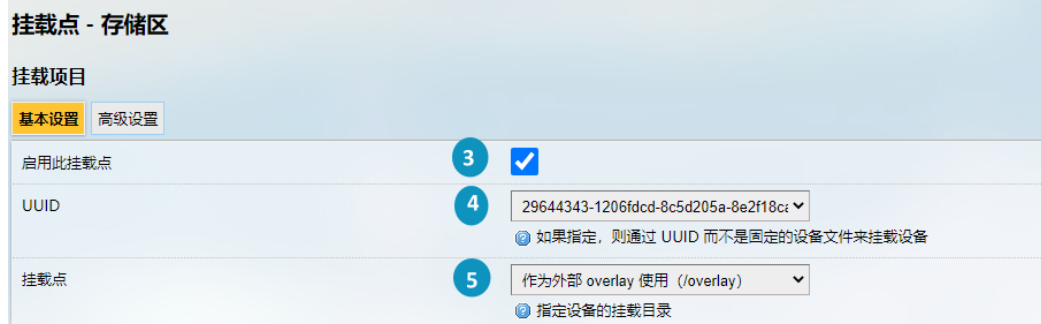 挂载点 - 存储区
挂载项目
基本设置 高级设置
启用此挂载点 3
UUID 4 29644343-1206fdcd-8c5d205a-8e2f18ca
如果指定，则通过 UUID 而不是固定的设备文件来挂载设备
挂载点 5 作为外部 overlay 使用（/overlay）
指定设备的挂载目录